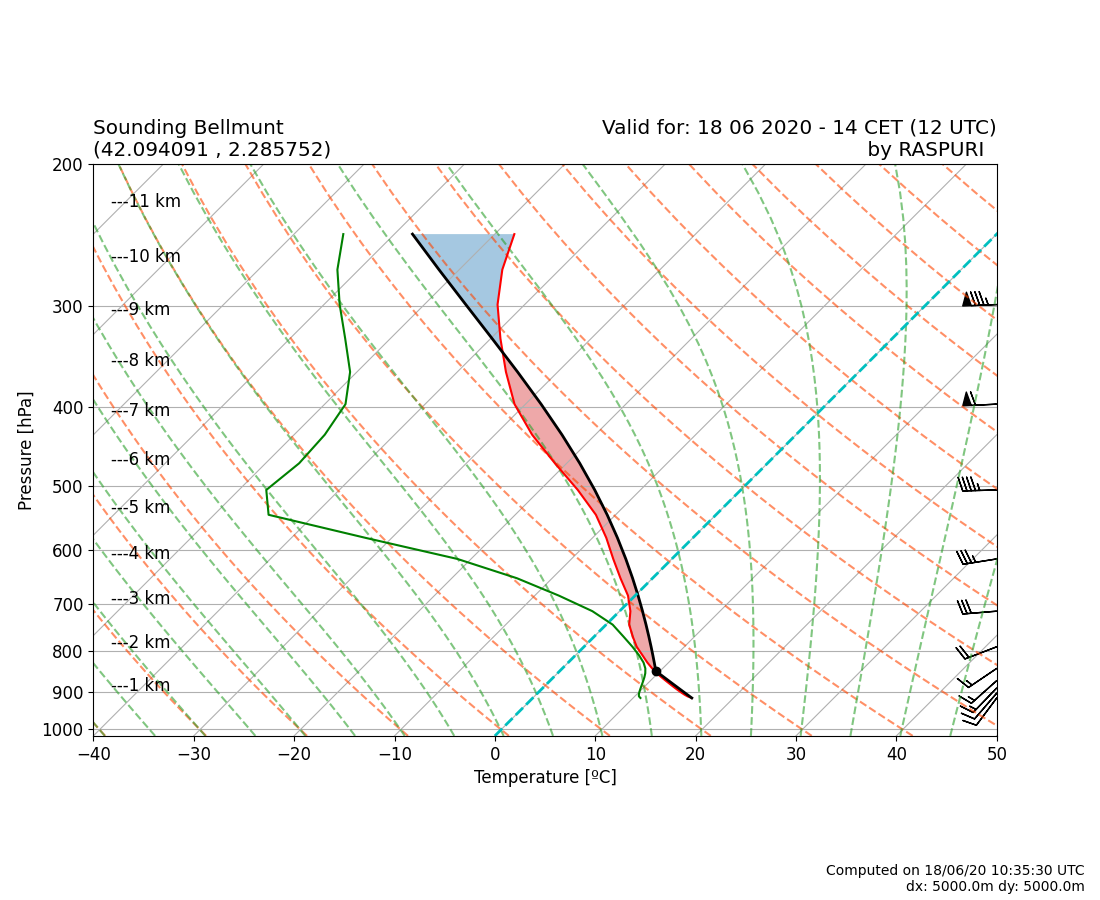 Sounding Bellmunt
(42.094091 , 2.285752)
Valid for: 18 06 2020 - 14 CET (12 UTC)
by RASPURI
200
---11 km
---10 km
300
---9 km
---8 km
400
---7 km
---6 km
500
---5 km
600
---4 km
700
---3 km
800
---2 km
900
---1 km
1000
Pressure [hPa]
−40 −30 −20 −10 0 10 20 30 40 50
Temperature [ºC]
Computed on 18/06/20 10:35:30 UTC
dx: 5000.0m dy: 5000.0m